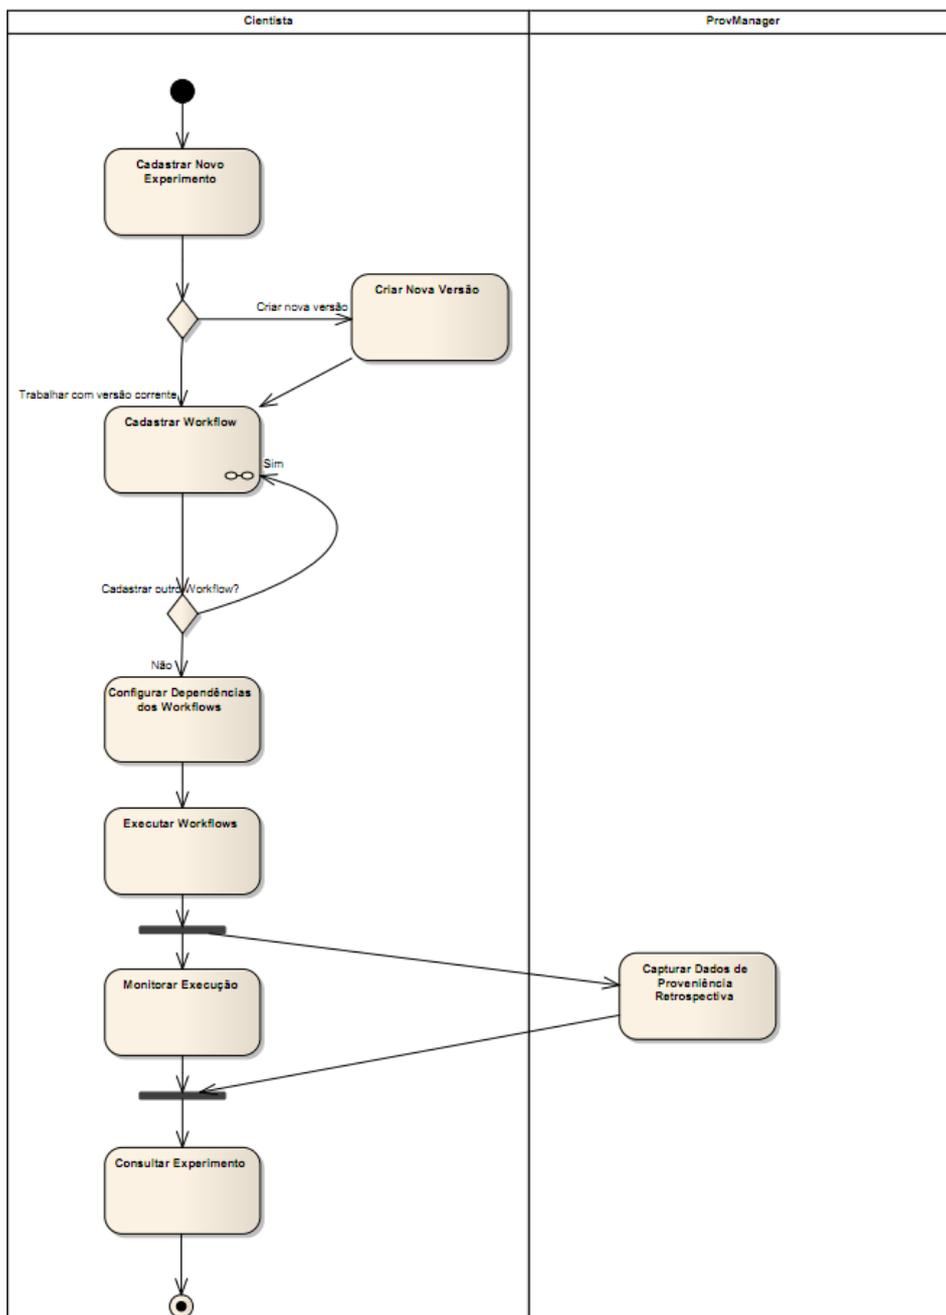 Cientista
ProvManager
Cadastrar Novo
Experimento
Criar Nova Versão
Criar nova versão
Trabalhar com versão corrente
Cadastrar Workflow
Sim
Cadastrar outro Workflow?
Não
Configurar Dependências
dos Workflows
Executar Workflows
Monitorar Execução
Capturar Dados de
Proveniência
Retrospectiva
Consultar Experimento